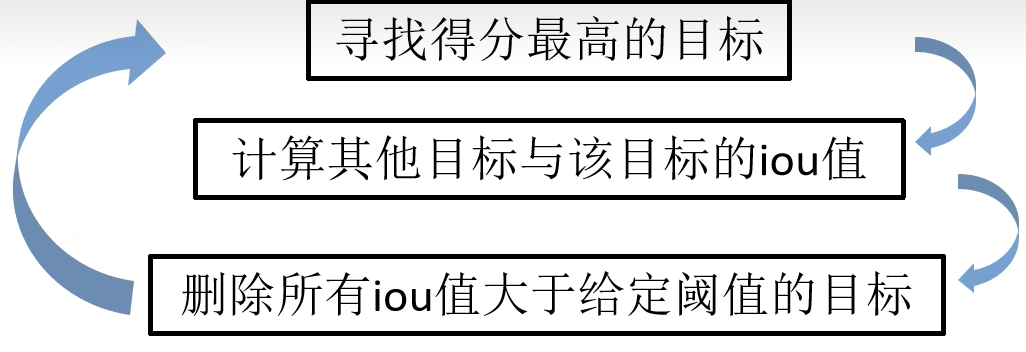 寻找得分最高的目标
计算其他目标与该目标的iou值
删除所有iou值大于给定阈值的目标